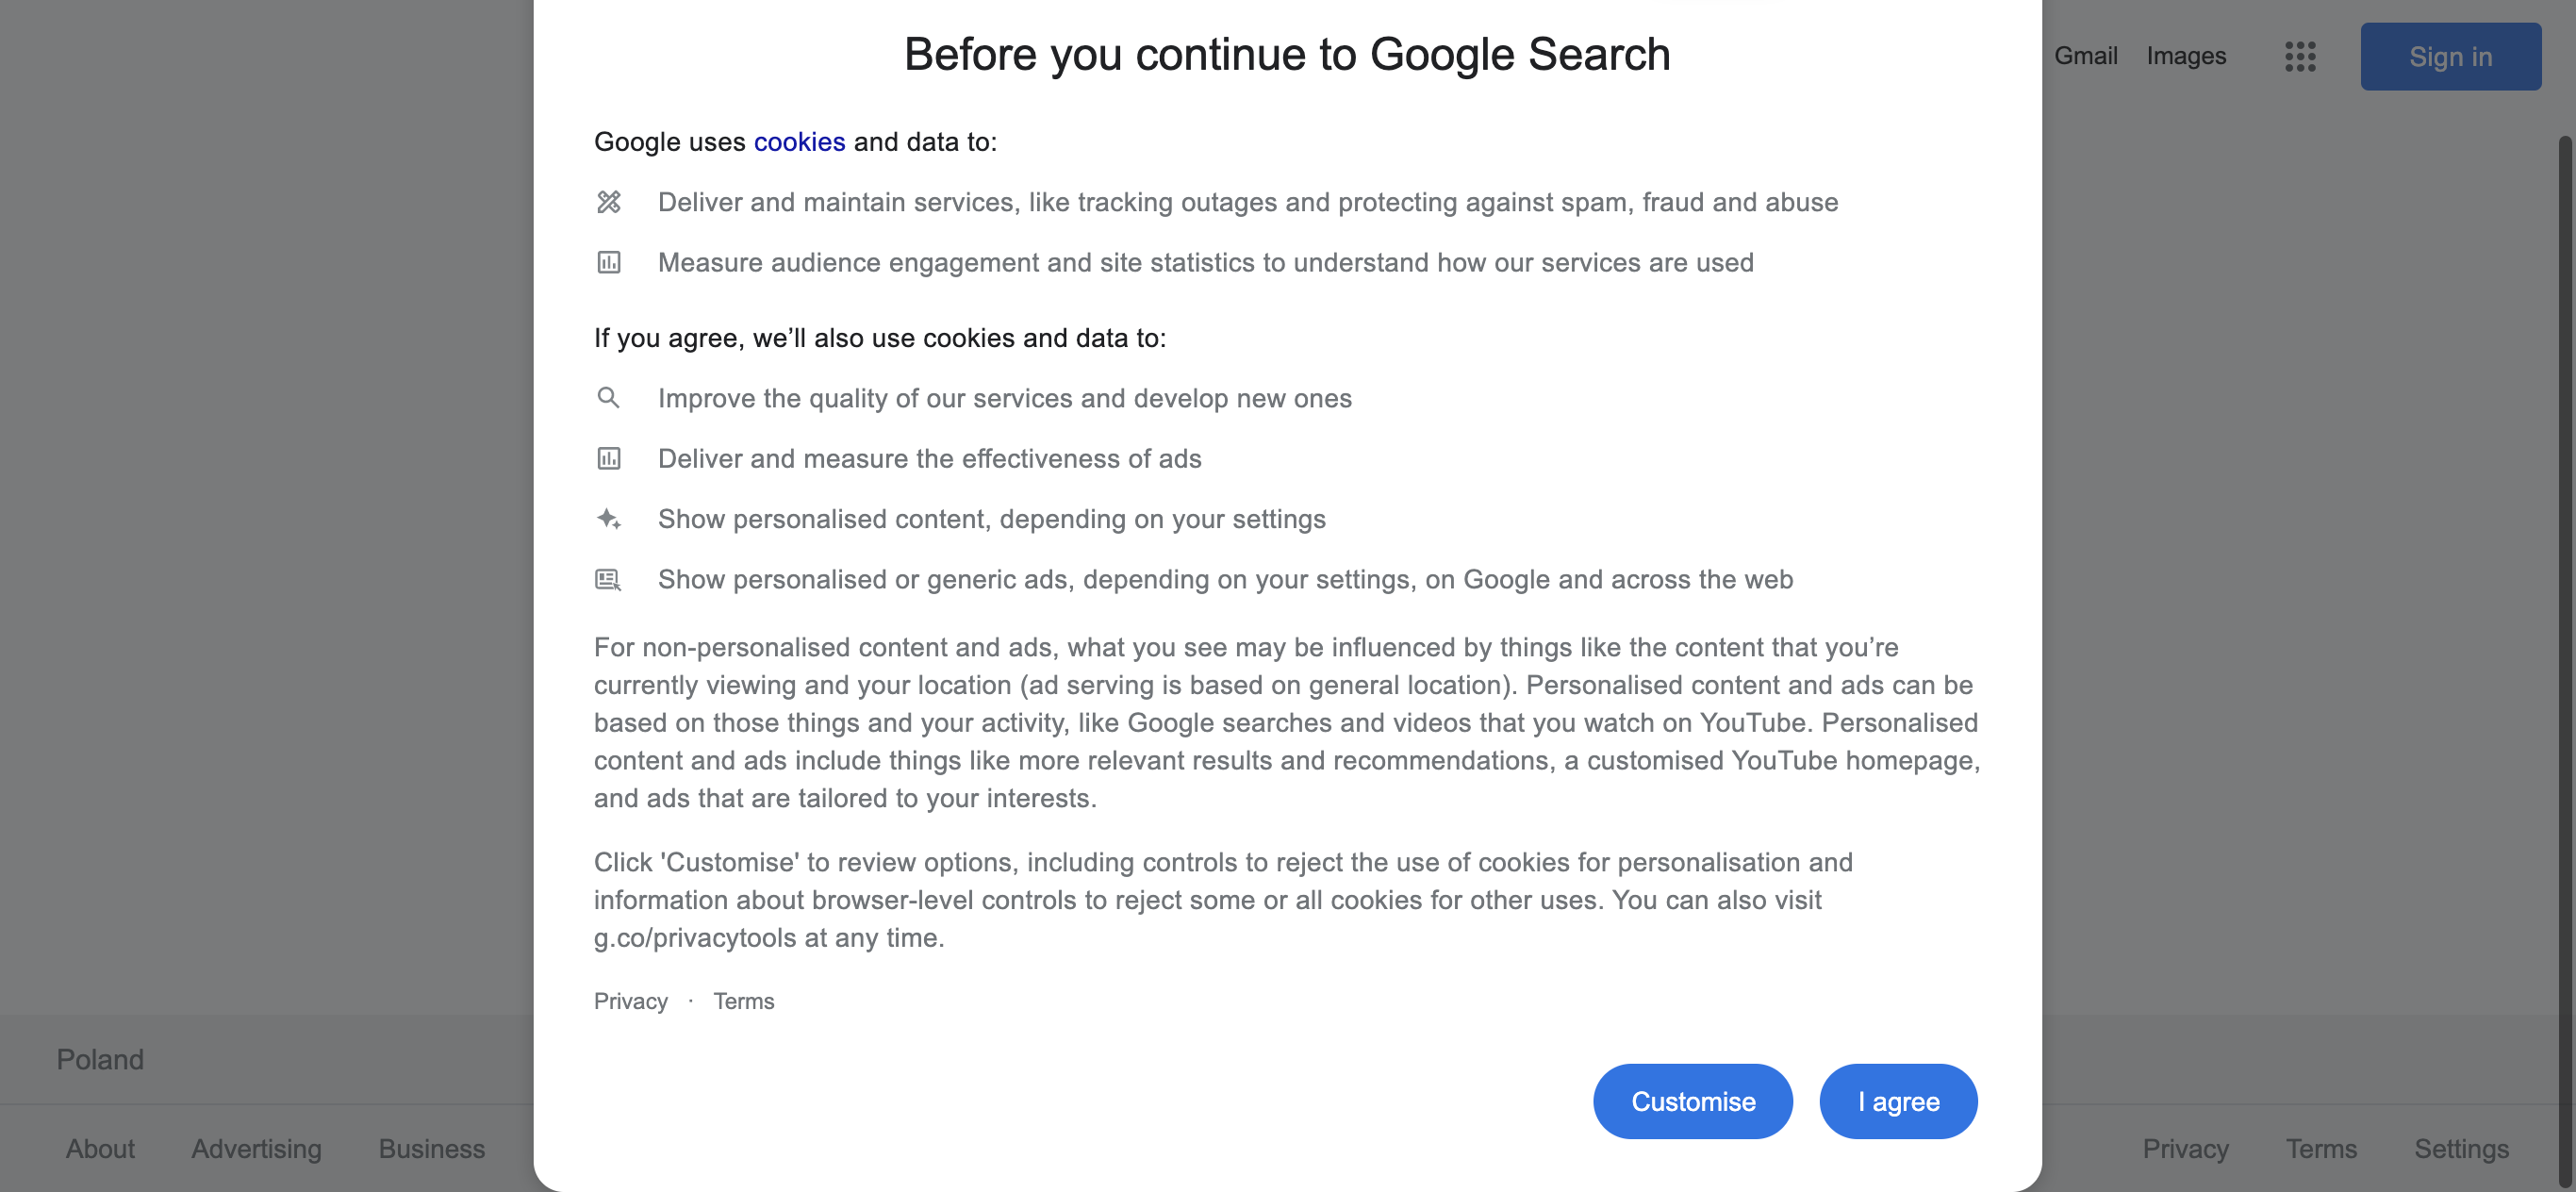 Before you continue to Google Search
Gmail Images Sign in
Google uses cookies and data to:
Deliver and maintain services, like tracking outages and protecting against spam, fraud and abuse
Measure audience engagement and site statistics to understand how our services are used
If you agree, we’ll also use cookies and data to:
Improve the quality of our services and develop new ones
Deliver and measure the effectiveness of ads
Show personalised content, depending on your settings
Show personalised or generic ads, depending on your settings, on Google and across the web
For non-personalised content and ads, what you see may be influenced by things like the content that you’re
currently viewing and your location (ad serving is based on general location). Personalised content and ads can be
based on those things and your activity, like Google searches and videos that you watch on YouTube. Personalised
content and ads include things like more relevant results and recommendations, a customised YouTube homepage,
and ads that are tailored to your interests.
Click 'Customise' to review options, including controls to reject the use of cookies for personalisation and
information about browser-level controls to reject some or all cookies for other uses. You can also visit
g.co/privacytools at any time.
Privacy · Terms
Customise I agree
Poland
About Advertising Business
Privacy Terms Settings